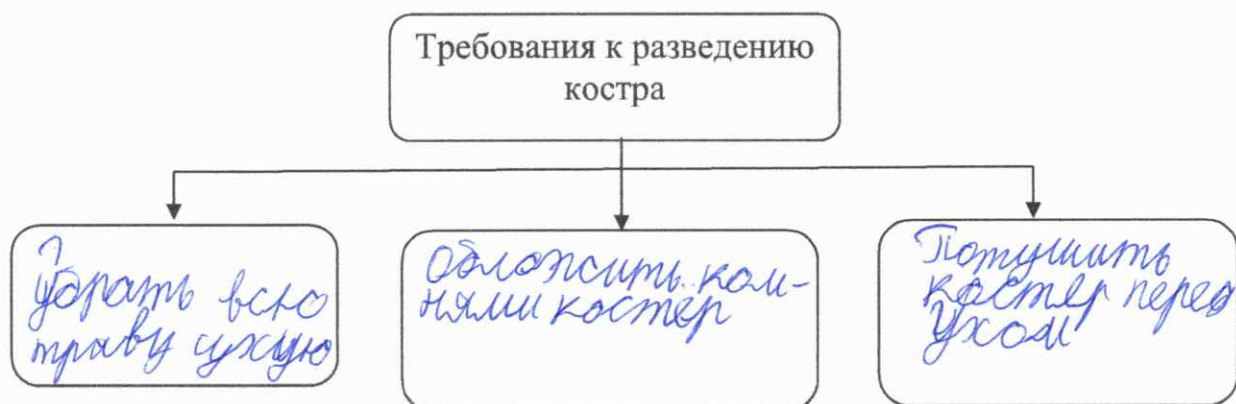 Требования к разведению
костра
Убрать всю
траву сухую
Обложить кам-
нями костер
Потушить
костер перед
уходом